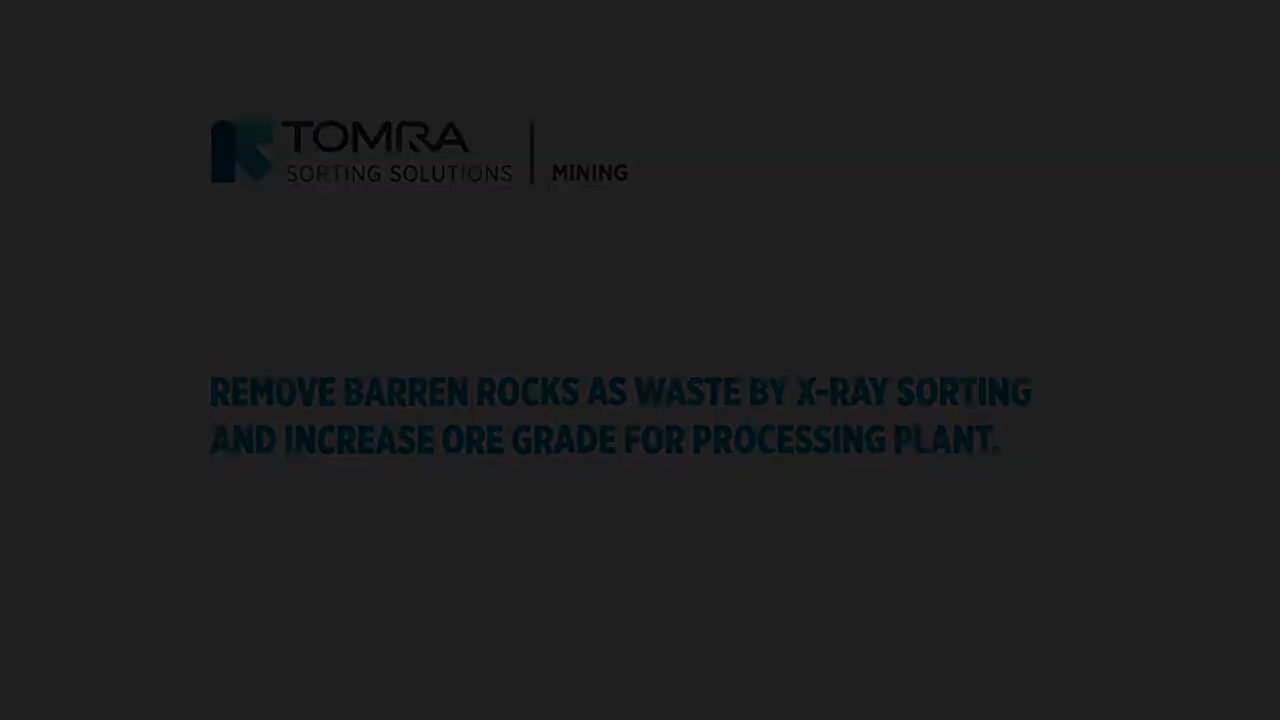 TOMRA
SORTING SOLUTIONS | MINING
REMOVE BARREN ROCKS AS WASTE BY X-RAY SORTING
AND INCREASE ORE GRADE FOR PROCESSING PLANT.